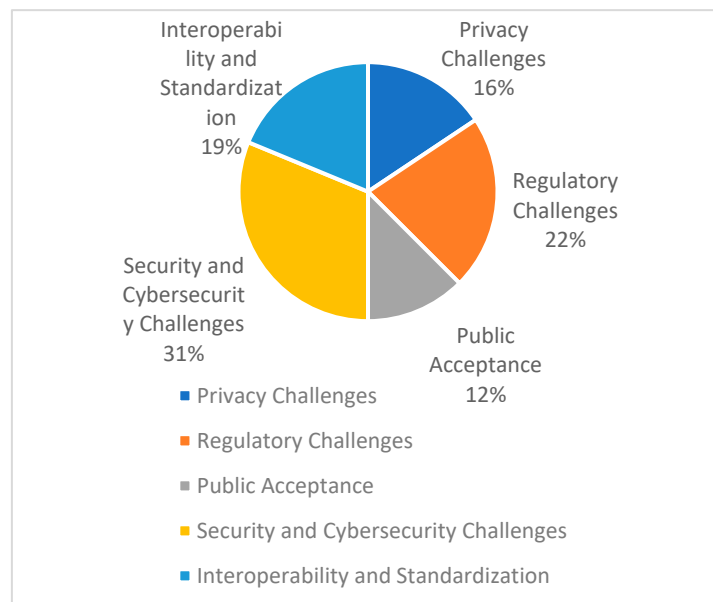 Interoperabi
lity and
Standardizat
ion
19%
Privacy
Challenges
16%
Regulatory
Challenges
22%
Security and
Cybersecurit
y Challenges
31%
Public
Acceptance
12%
Privacy Challenges
Regulatory Challenges
Public Acceptance
Security and Cybersecurity Challenges
Interoperability and Standardization